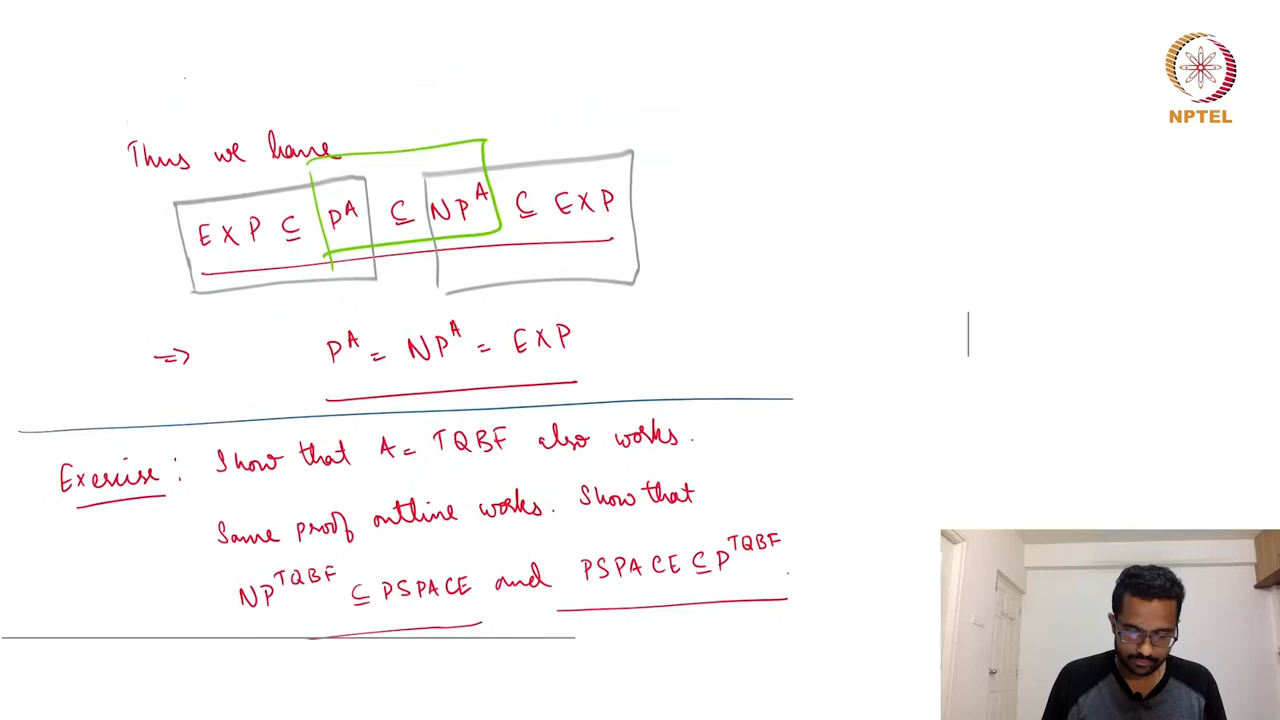 NPTEL
Thus we have
EXP ⊆ P^A ⊆ NP^A ⊆ EXP
⇒ P^A = NP^A = EXP
Exercise: Show that A = TQBF also works.
Same proof outline works. Show that
NP^TQBF ⊆ PSPACE and PSPACE ⊆ P^TQBF.